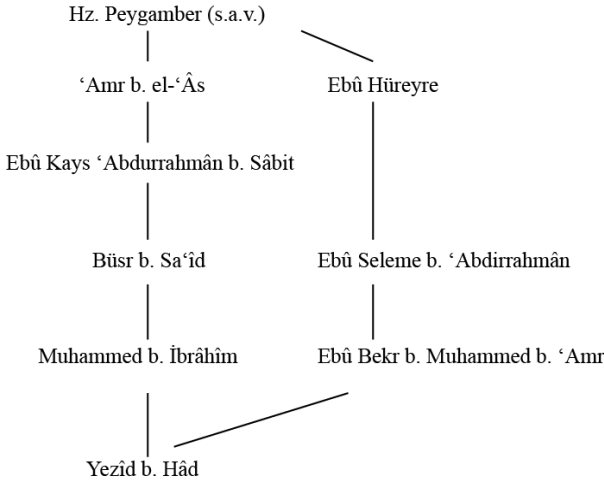 Hz. Peygamber (s.a.v.)
‘Amr b. el-‘Âs
Ebû Hüreyre
Ebû Kays ‘Abdurrahmân b. Sâbit
Büsr b. Sa‘îd
Ebû Seleme b. ‘Abdirrahmân
Muhammed b. İbrâhîm
Ebû Bekr b. Muhammed b. ‘Amr
Yezîd b. Hâd